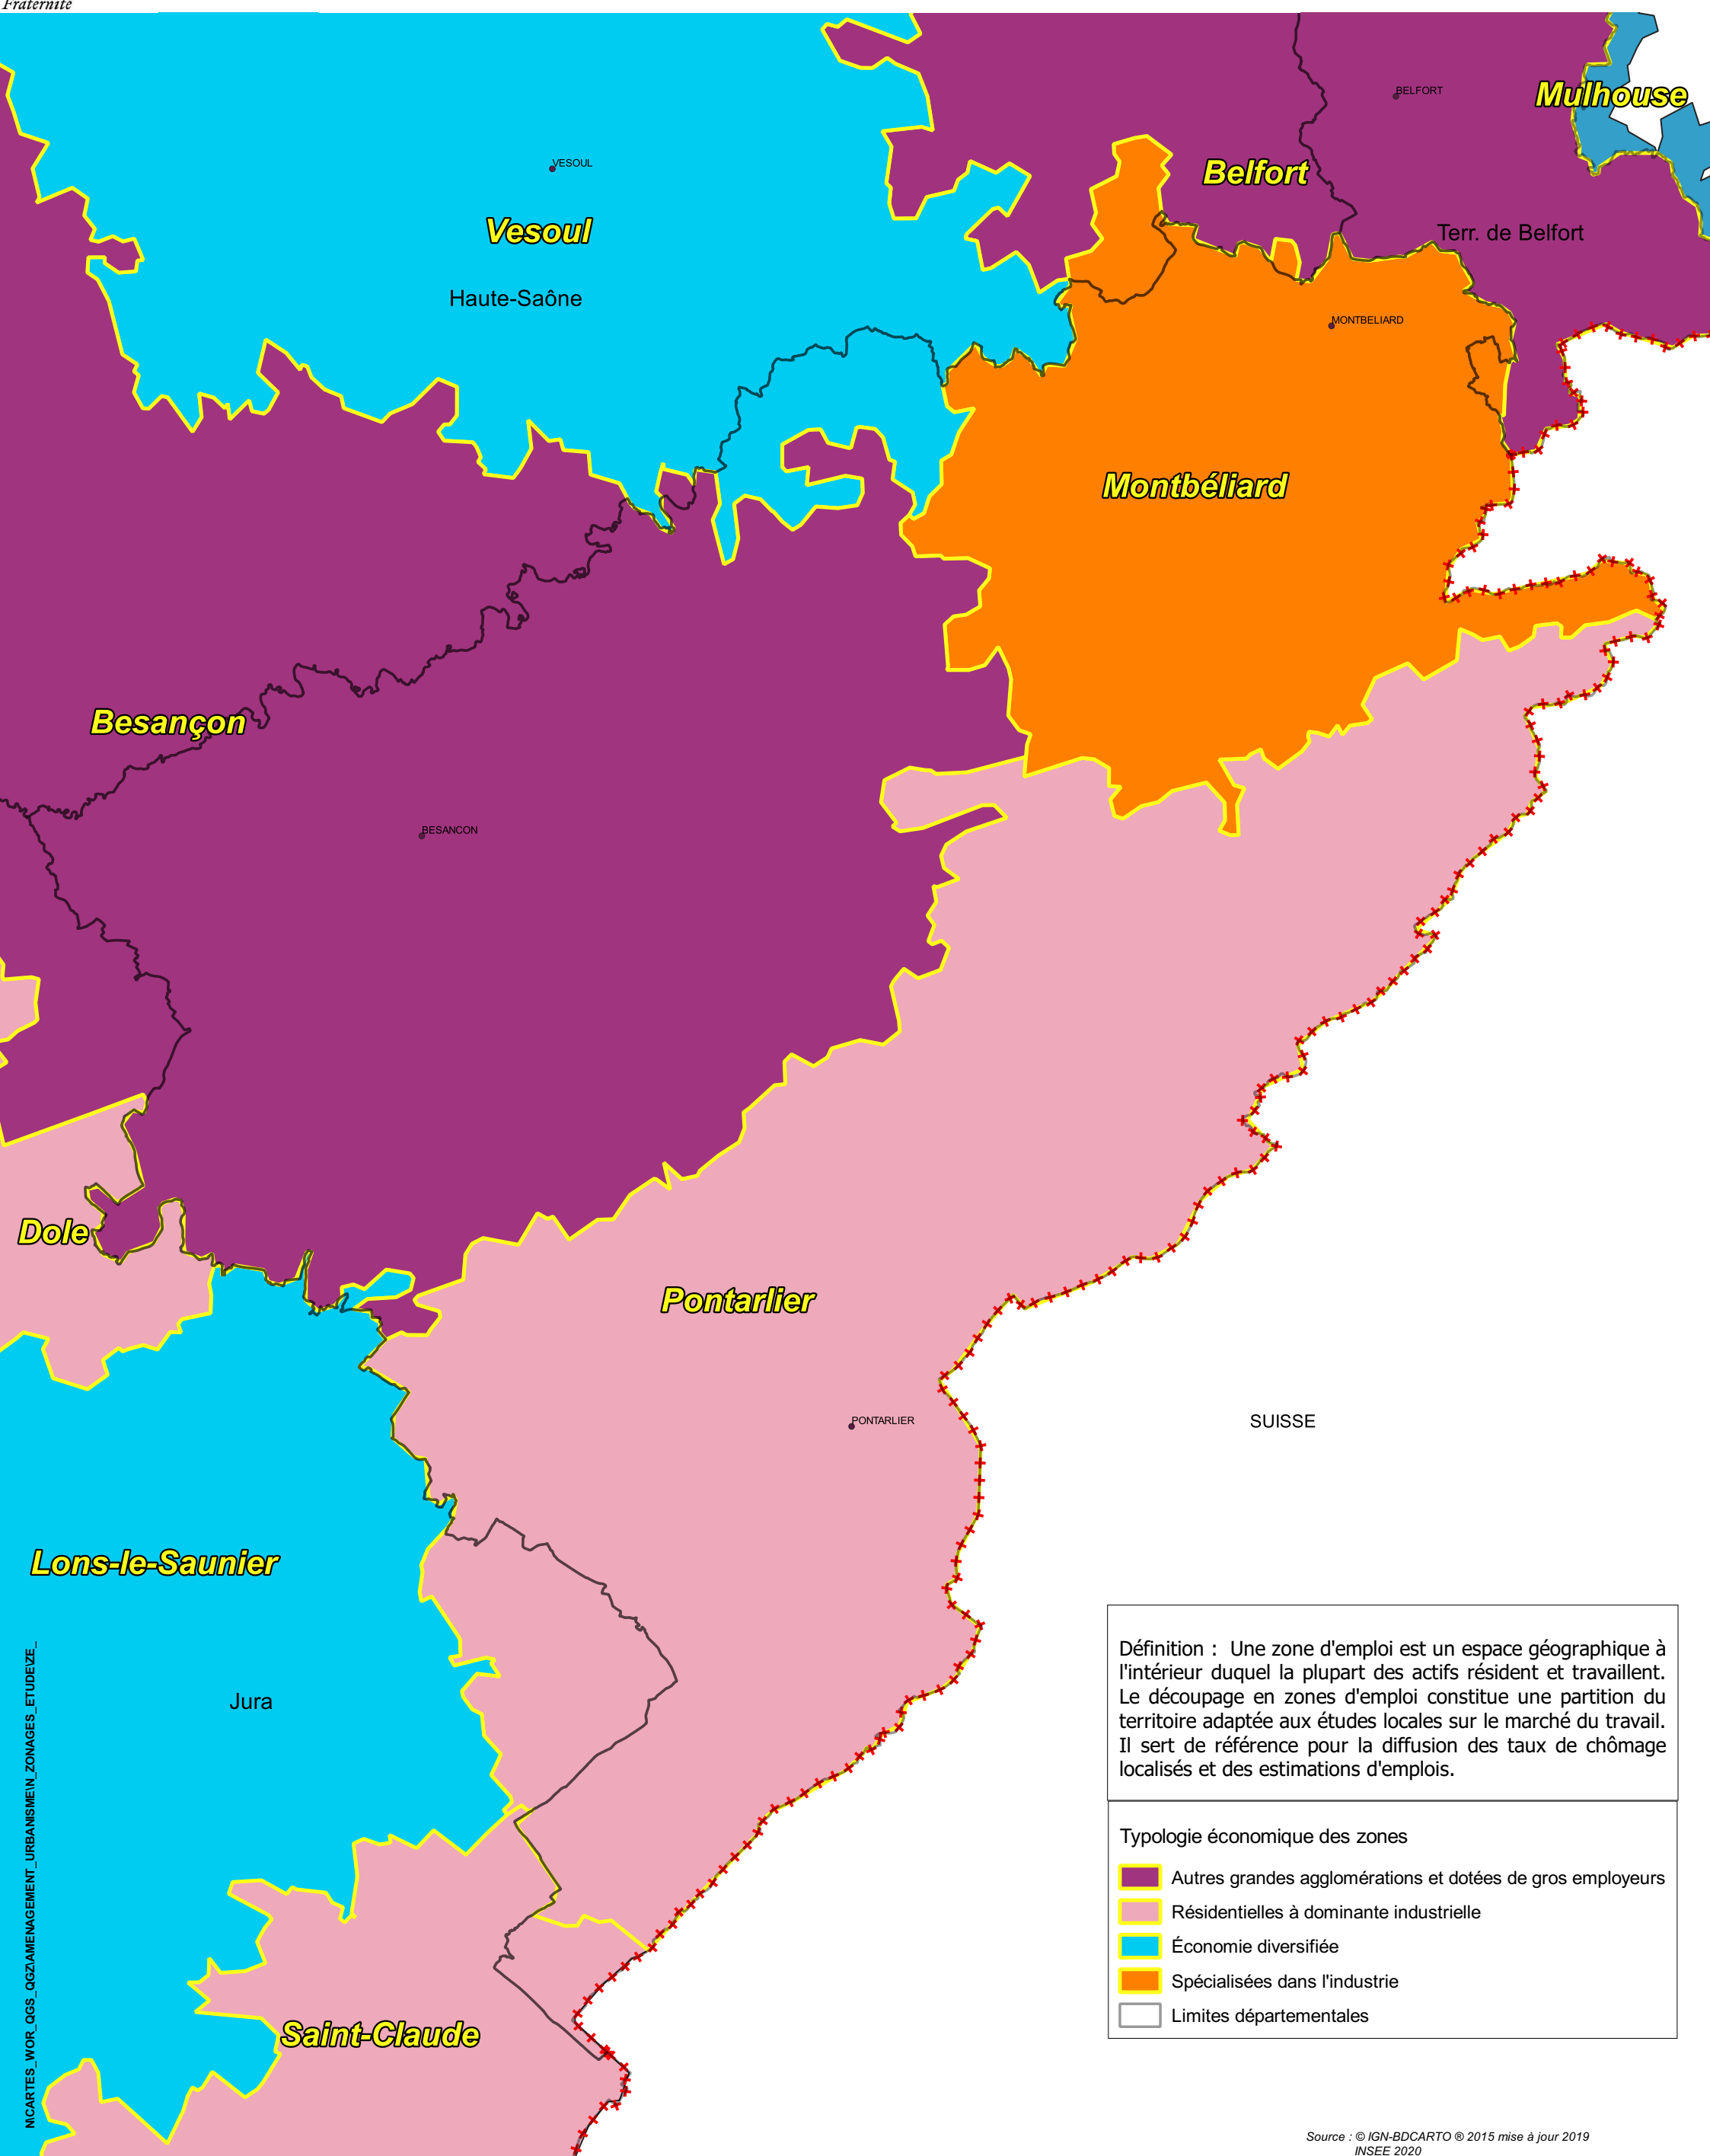 Fraternité
BELFORT
Mulhouse
VESOUL
Belfort
Vesoul
Terr. de Belfort
Haute-Saône
MONTBELIARD
Montbéliard
Besançon
BESANCON
Dole
Pontarlier
PONTARLIER
SUISSE
Lons-le-Saunier
Jura
Saint-Claude
N:\CARTES_WOR_QGS_QGZ\AMENAGEMENT_URBANISME\N_ZONAGES_ETUDE\ZE_
Définition : Une zone d'emploi est un espace géographique à
l'intérieur duquel la plupart des actifs résident et travaillent.
Le découpage en zones d'emploi constitue une partition du
territoire adaptée aux études locales sur le marché du travail.
Il sert de référence pour la diffusion des taux de chômage
localisés et des estimations d'emplois.
Typologie économique des zones
Autres grandes agglomérations et dotées de gros employeurs
Résidentielles à dominante industrielle
Économie diversifiée
Spécialisées dans l'industrie
Limites départementales
Source : © IGN-BDCARTO ® 2015 mise à jour 2019
INSEE 2020